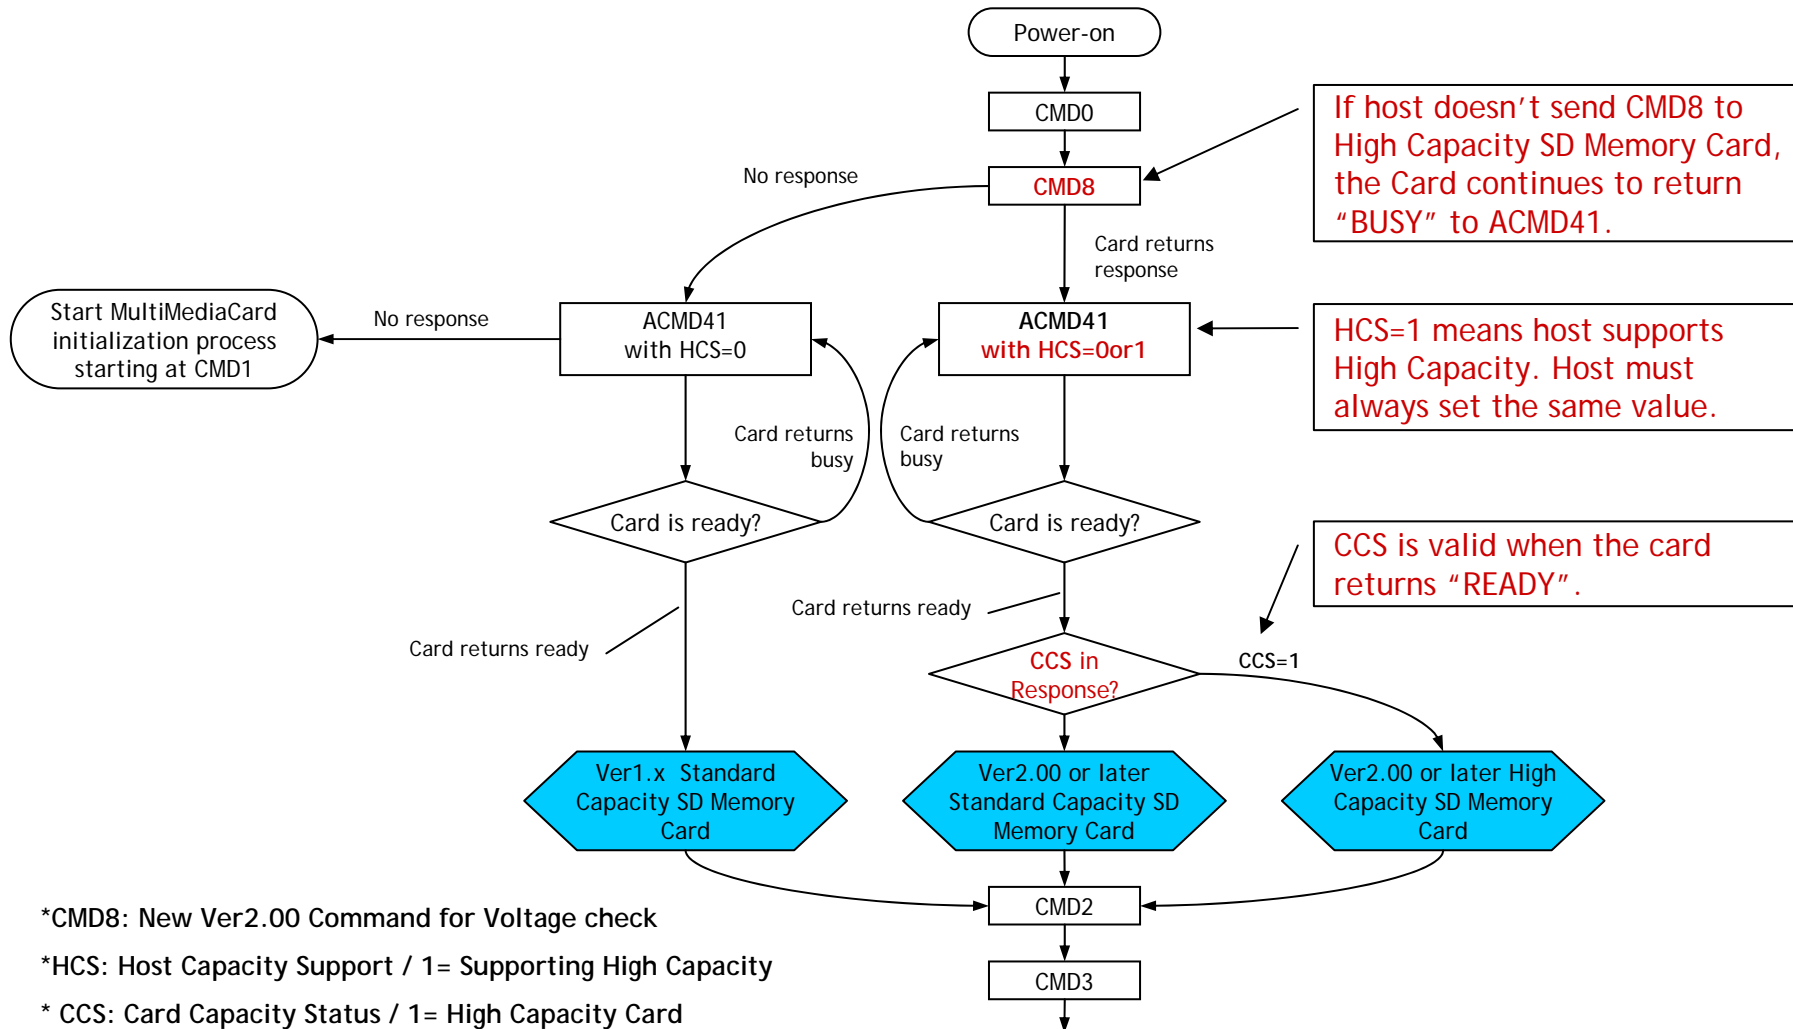 Power-on
CMD0
CMD8
If host doesn’t send CMD8 to
High Capacity SD Memory Card,
the Card continues to return
“BUSY” to ACMD41.
No response
Card returns
response
Start MultiMediaCard
initialization process
starting at CMD1
No response
ACMD41
with HCS=0
ACMD41
with HCS=0or1
HCS=1 means host supports
High Capacity. Host must
always set the same value.
Card returns
busy
Card returns
busy
Card is ready?
Card is ready?
CCS is valid when the card
returns “READY”.
Card returns ready
Card returns ready
CCS in
Response?
CCS=1
Ver1.x Standard
Capacity SD Memory
Card
Ver2.00 or later
Standard Capacity SD
Memory Card
Ver2.00 or later High
Capacity SD Memory
Card
CMD2
CMD3
*CMD8: New Ver2.00 Command for Voltage check
*HCS: Host Capacity Support / 1= Supporting High Capacity
* CCS: Card Capacity Status / 1= High Capacity Card